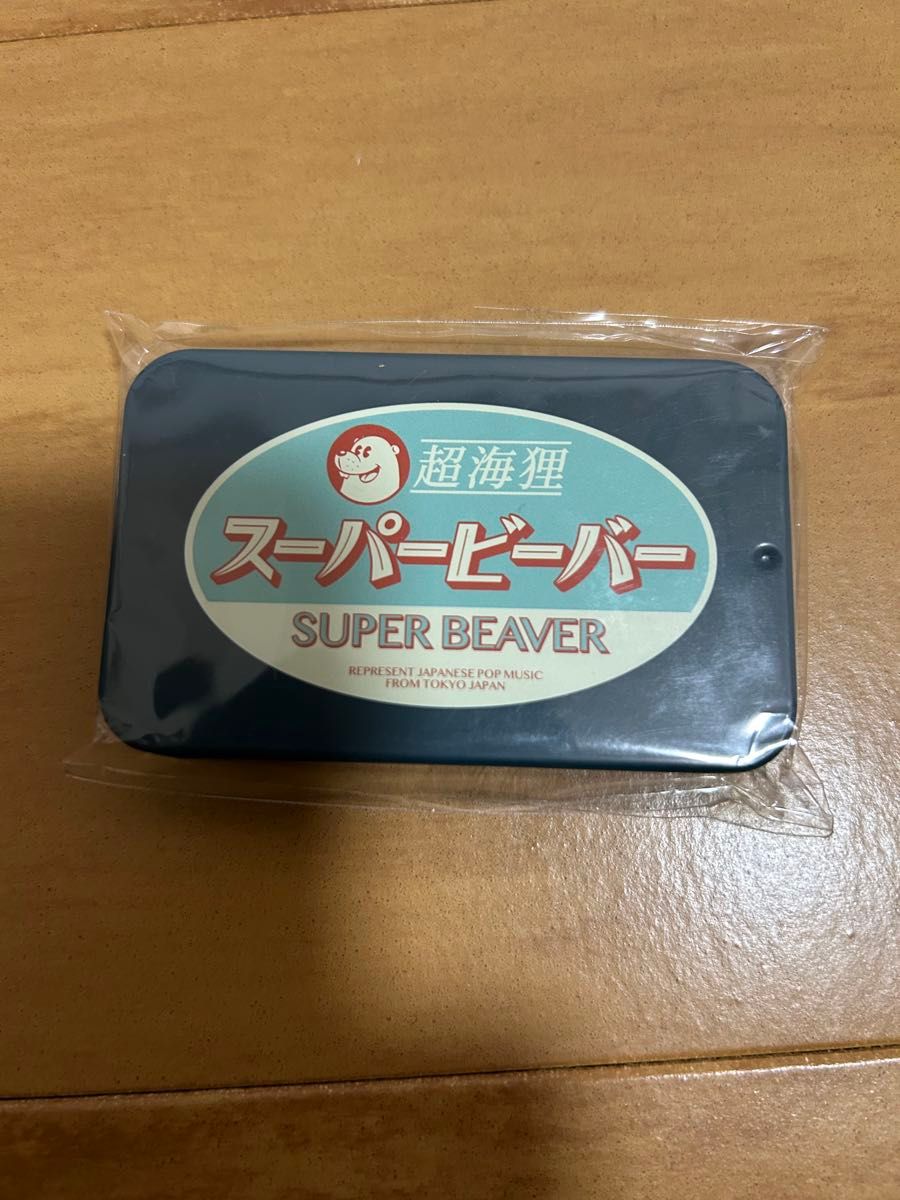 超海狸
スーパービーバー
SUPER BEAVER
REPRESENT JAPANESE POP MUSIC
FROM TOKYO JAPAN